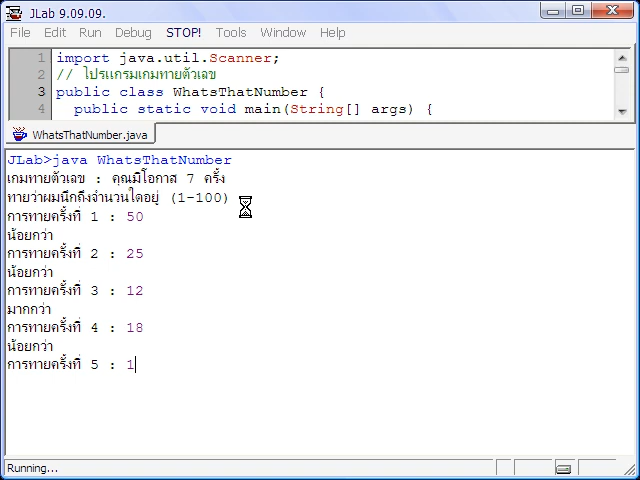 JLab 9.09.09.
File Edit Run Debug STOP! Tools Window Help
1 import java.util.Scanner;
2 // โปรแกรมเกมทายตัวเลข
3 public class WhatsThatNumber {
4 public static void main(String[] args) {
WhatsThatNumber.java
JLab>java WhatsThatNumber
เกมทายตัวเลข : คุณมีโอกาส 7 ครั้ง
ทายว่าผมนึกถึงจำนวนใดอยู่ (1-100)
การทายครั้งที่ 1 : 50
น้อยกว่า
การทายครั้งที่ 2 : 25
น้อยกว่า
การทายครั้งที่ 3 : 12
มากกว่า
การทายครั้งที่ 4 : 18
น้อยกว่า
การทายครั้งที่ 5 : 1
Running...